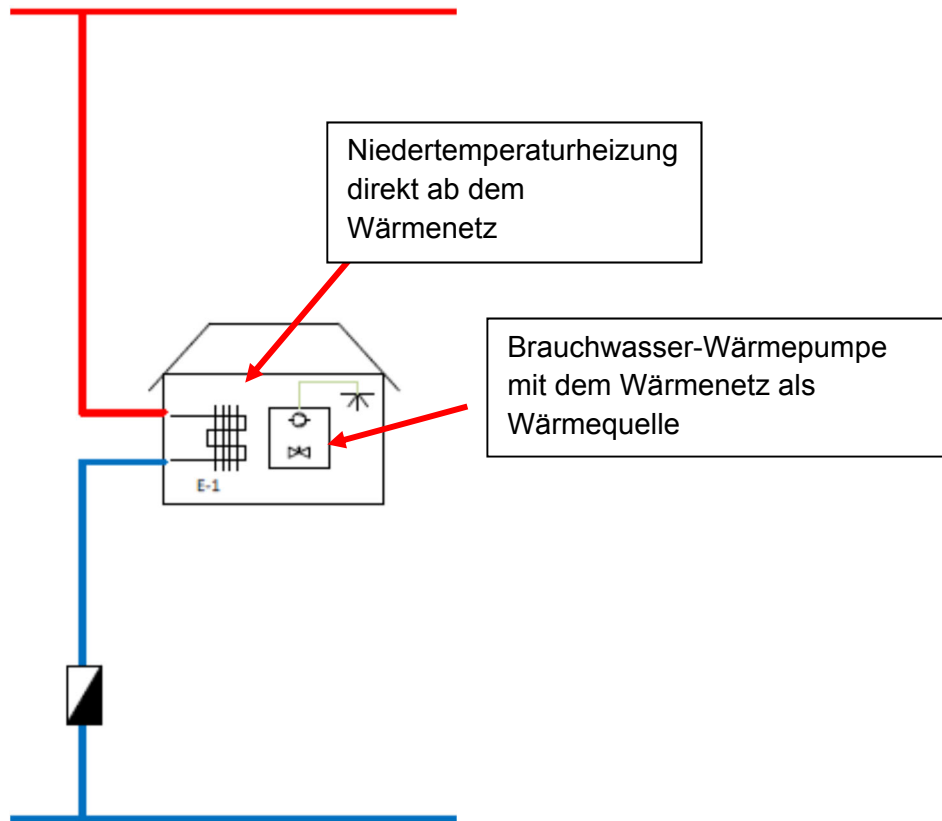 Niedertemperaturheizung
direkt ab dem
Wärmenetz
Brauchwasser-Wärmepumpe
mit dem Wärmenetz als
Wärmequelle
E-1